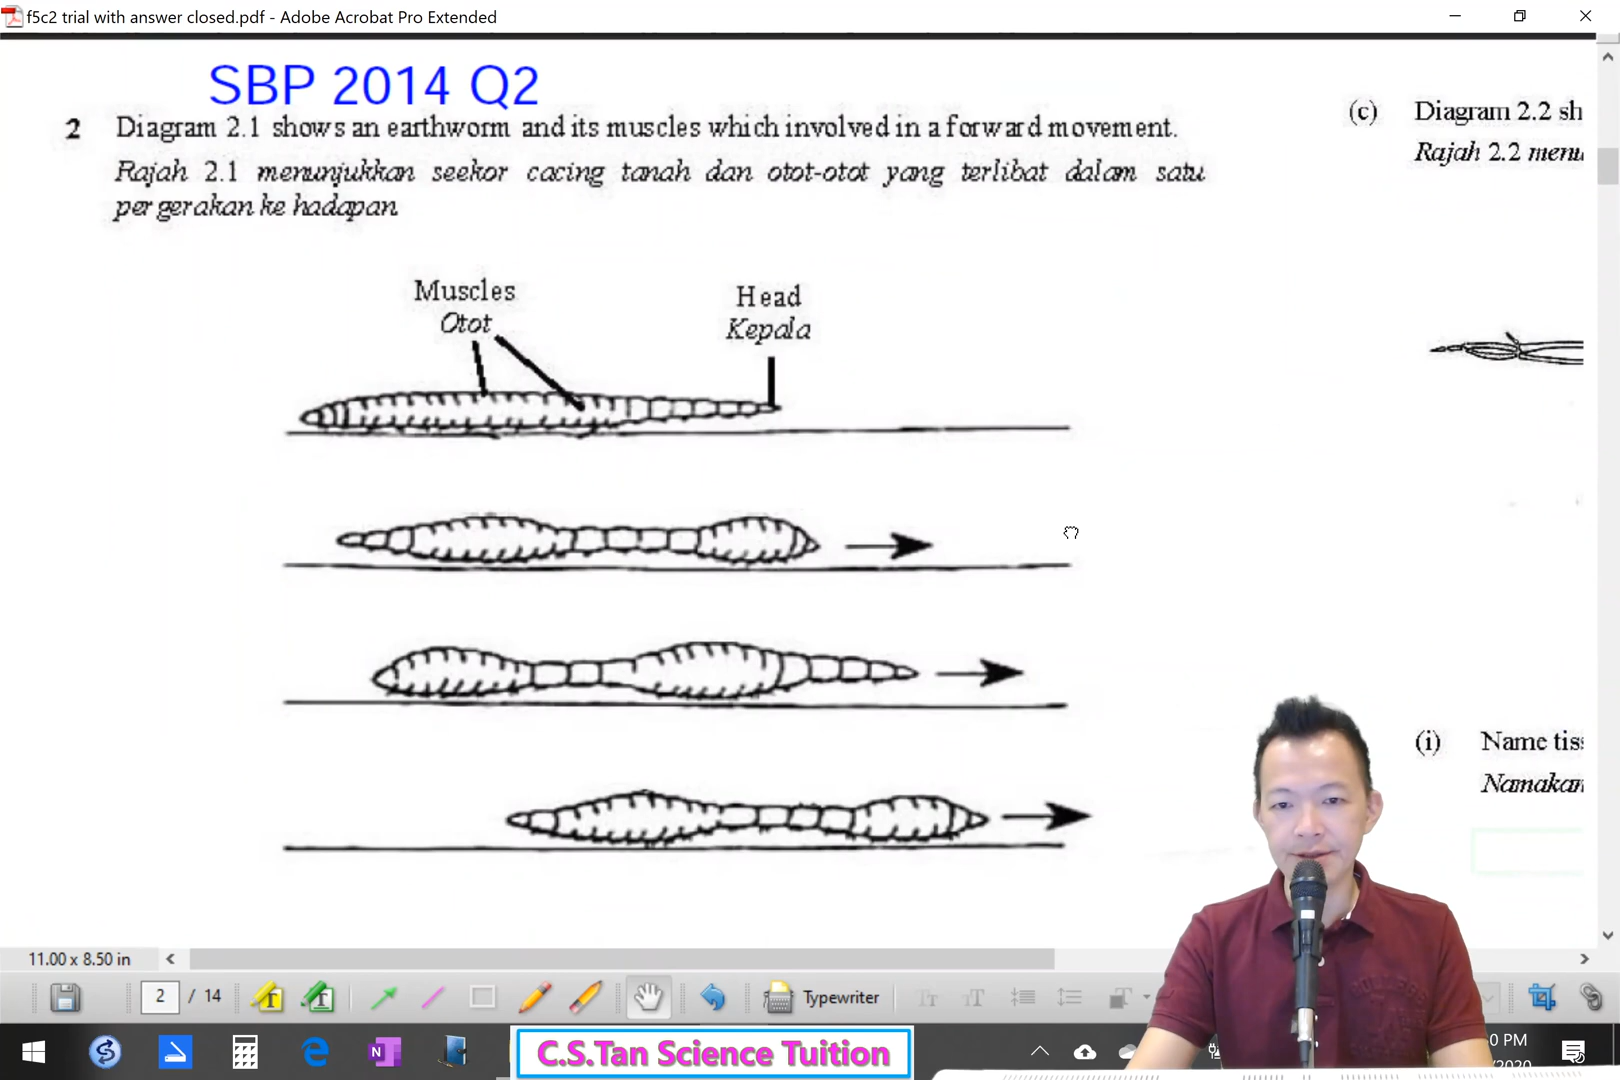 f5c2 trial with answer closed.pdf - Adobe Acrobat Pro Extended
SBP 2014 Q2
2 Diagram 2.1 shows an earthworm and its muscles which involved in a forward movement.
Rajah 2.1 menunjukkan seekor cacing tanah dan otot-otot yang terlibat dalam satu
pergerakan ke hadapan
Muscles
Otot
Head
Kepala
(c) Diagram 2.2 sh
Rajah 2.2 menu
(i) Name tis
Namakan
11.00 x 8.50 in
2 / 14
Typewriter
C.S.Tan Science Tuition
0 PM
/2020